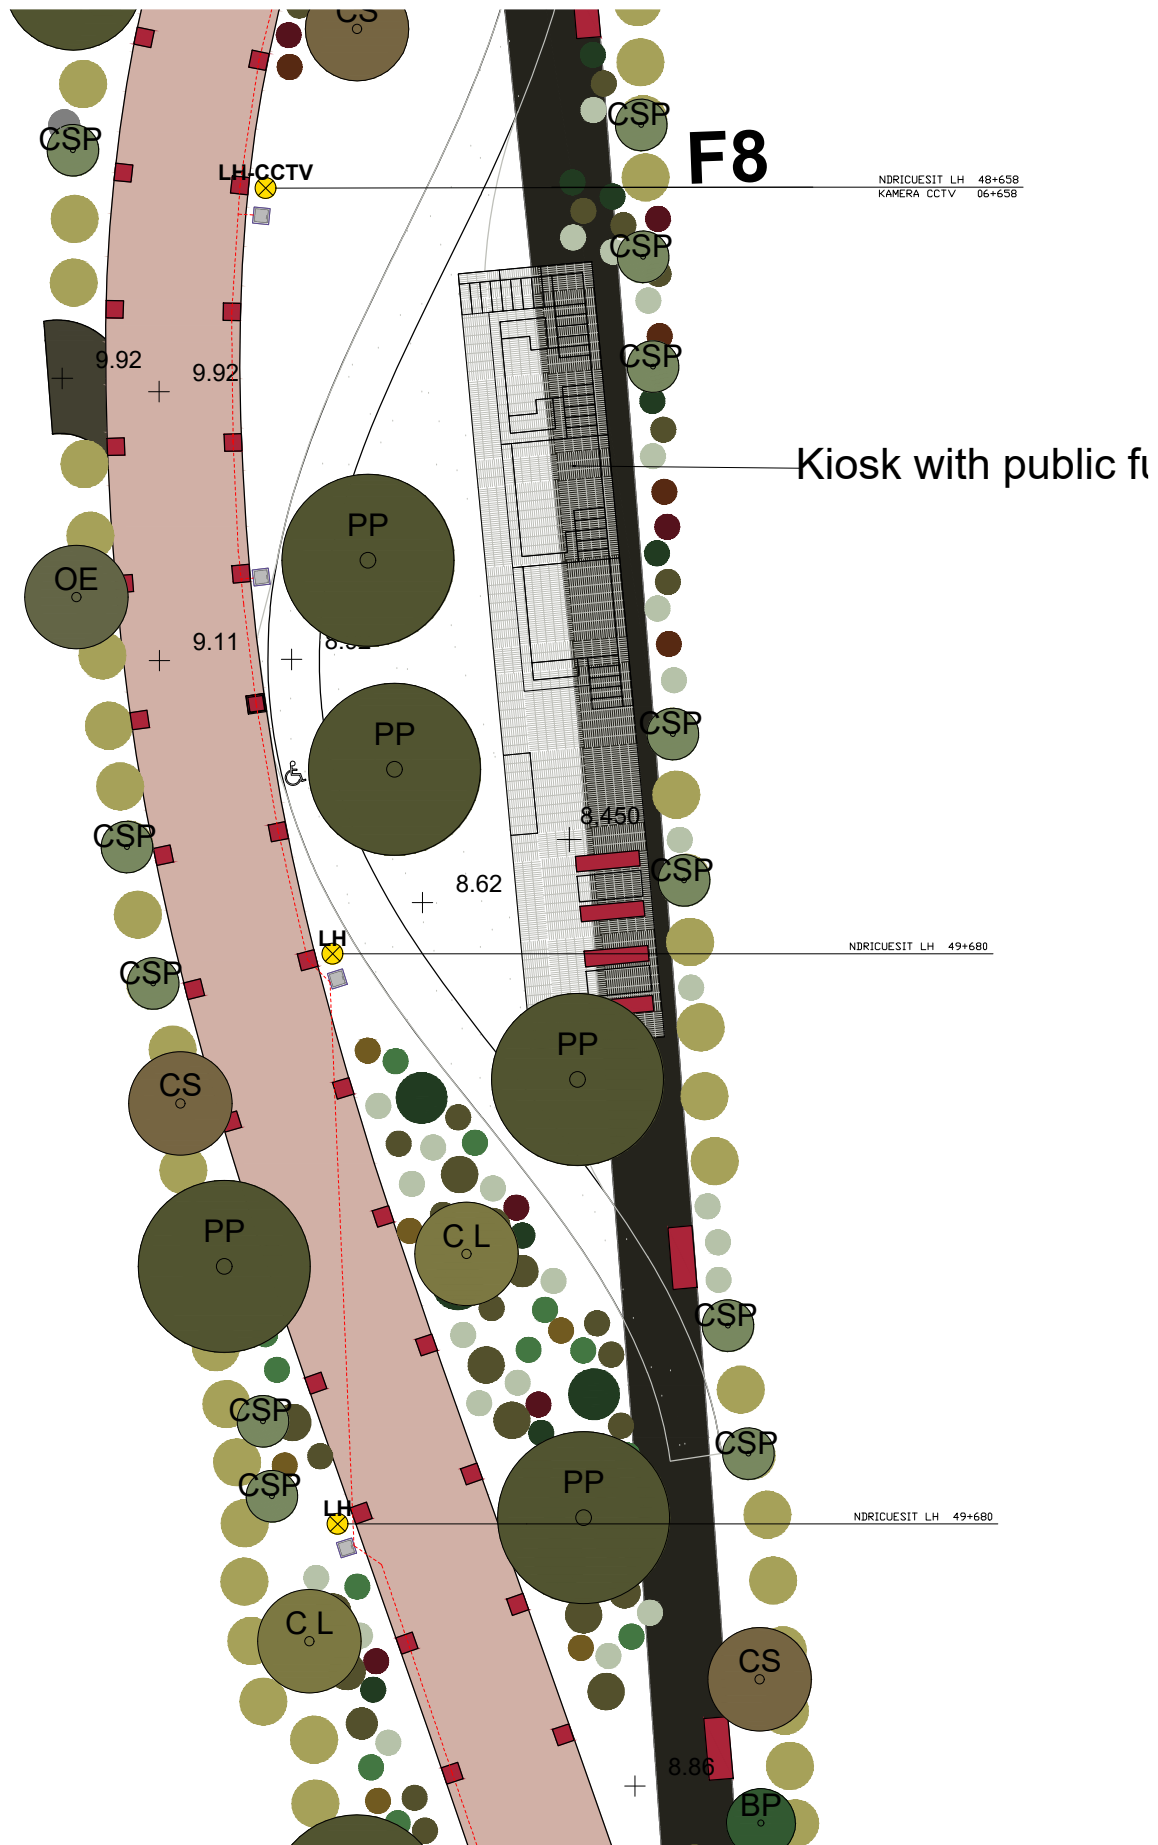 CS
CSP
CSP
F8
LH-CCTV
NDRICUESIT LH 48+658
KAMERA CCTV 06+658
CSP
CSP
9.92
9.92
Kiosk with public
PP
OE
9.11
CSP
PP
8.450
CSP
CSP
8.62
LH
NDRICUESIT LH 49+680
CSP
PP
CS
PP
C L
CSP
CSP
CSP
CSP
PP
LH
NDRICUESIT LH 49+680
C L
CS
8.86
BP